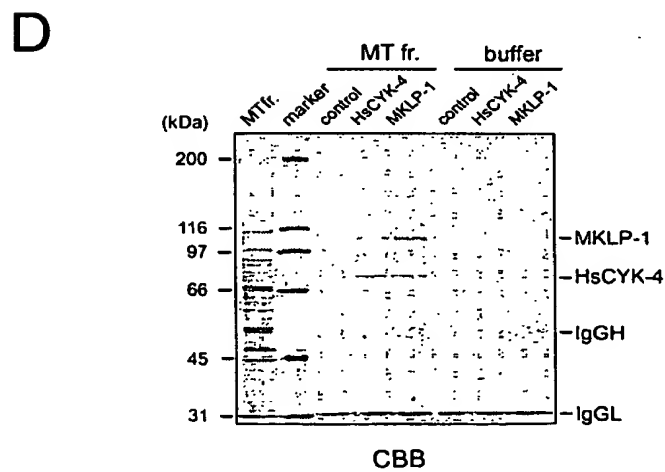 D
MT fr. buffer
MTfr. marker control HsCYK-4 MKLP-1 control HsCYK-4 MKLP-1
(kDa)
200
116
MKLP-1
97
HsCYK-4
66
IgGH
45
31
IgGL
CBB